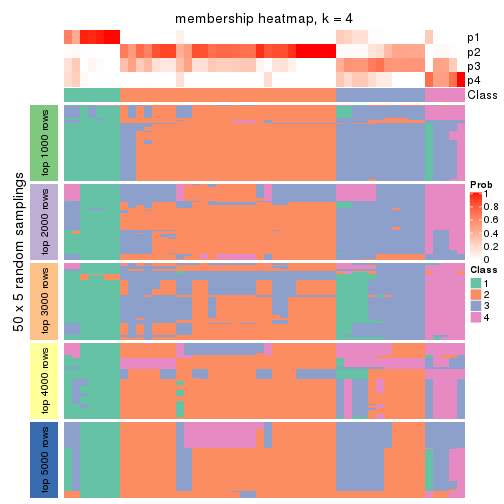 membership heatmap, k = 4
p1
p2
p3
p4
Class
50 x 5 random samplings
top 1000 rows
top 2000 rows
top 3000 rows
top 4000 rows
top 5000 rows
Prob
1
0.8
0.6
0.4
0.2
0
Class
1
2
3
4